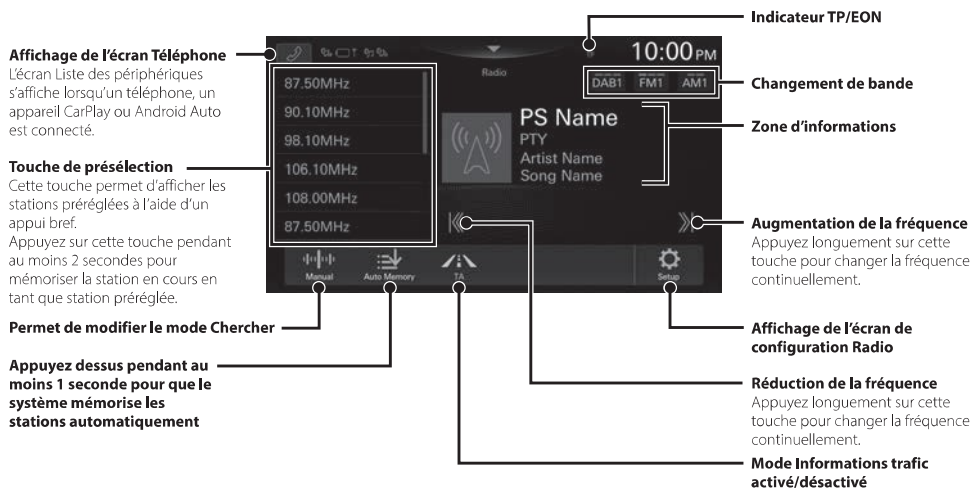 Affichage de l'écran Téléphone
L'écran Liste des périphériques
s'affiche lorsqu'un téléphone, un
appareil CarPlay ou Android Auto
est connecté.
Touche de présélection
Cette touche permet d'afficher les
stations préréglées à l'aide d'un
appui bref.
Appuyez sur cette touche pendant
au moins 2 secondes pour
mémoriser la station en cours en
tant que station préréglée.
Permet de modifier le mode Chercher
Appuyez dessus pendant au
moins 1 seconde pour que le
système mémorise les
stations automatiquement
10:00 PM
Radio
DAB1 FM1 AM1
87.50MHz
90.10MHz
98.10MHz
106.10MHz
108.00MHz
87.50MHz
PS Name
PTY
Artist Name
Song Name
Manual
Auto Memory
TA
Setup
Indicateur TP/EON
Changement de bande
Zone d'informations
Augmentation de la fréquence
Appuyez longuement sur cette
touche pour changer la fréquence
continuellement.
Affichage de l'écran de
configuration Radio
Réduction de la fréquence
Appuyez longuement sur cette
touche pour changer la fréquence
continuellement.
Mode Informations trafic
activé/désactivé